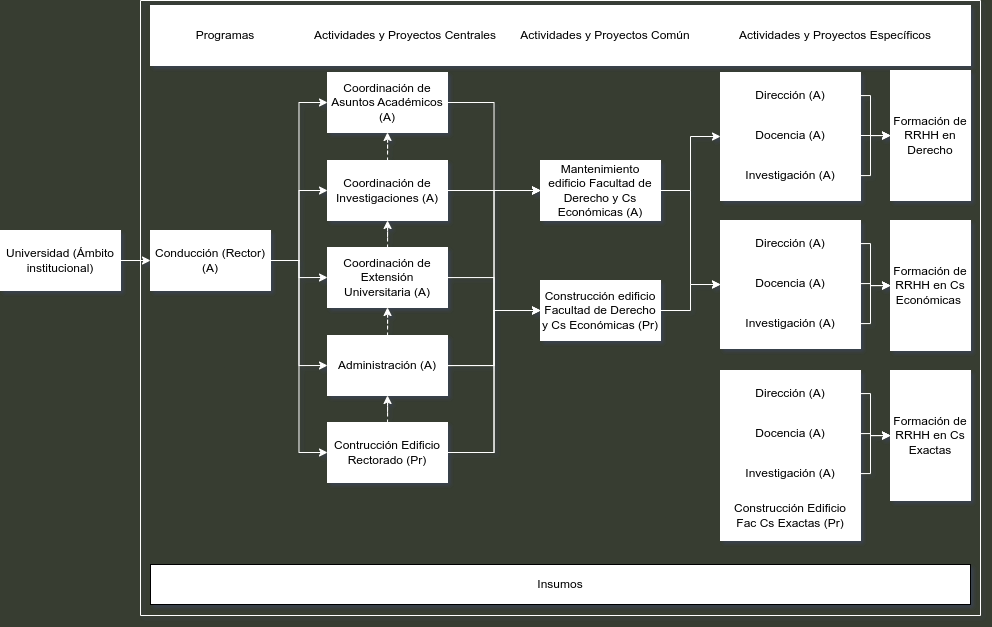 Programas
Actividades y Proyectos Centrales
Actividades y Proyectos Común
Actividades y Proyectos Específicos
Universidad (Ámbito
institucional)
Conducción (Rector)
(A)
Coordinación de
Asuntos Académicos
(A)
Coordinación de
Investigaciones (A)
Coordinación de
Extensión
Universitaria (A)
Administración (A)
Contrucción Edificio
Rectorado (Pr)
Mantenimiento
edificio Facultad de
Derecho y Cs
Económicas (A)
Construcción edificio
Facultad de Derecho
y Cs Económicas (Pr)
Dirección (A)
Docencia (A)
Investigación (A)
Formación de
RRHH en
Derecho
Dirección (A)
Docencia (A)
Investigación (A)
Formación de
RRHH en Cs
Económicas
Dirección (A)
Docencia (A)
Investigación (A)
Construcción Edificio
Fac Cs Exactas (Pr)
Formación de
RRHH en Cs
Exactas
Insumos